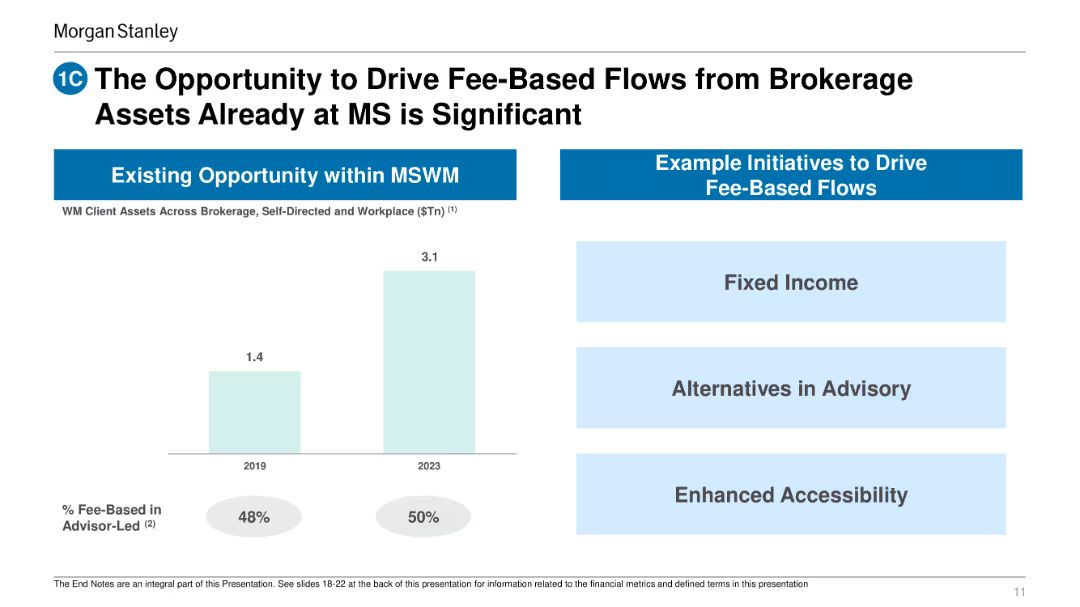 Morgan Stanley
1C The Opportunity to Drive Fee-Based Flows from Brokerage
Assets Already at MS is Significant
Existing Opportunity within MSWM
WM Client Assets Across Brokerage, Self-Directed and Workplace ($Tn) (1)
3.1
1.4
2019
2023
% Fee-Based in
Advisor-Led (2)
48%
50%
Example Initiatives to Drive
Fee-Based Flows
Fixed Income
Alternatives in Advisory
Enhanced Accessibility
The End Notes are an integral part of this Presentation. See slides 18-22 at the back of this presentation for information related to the financial metrics and defined terms in this presentation
11